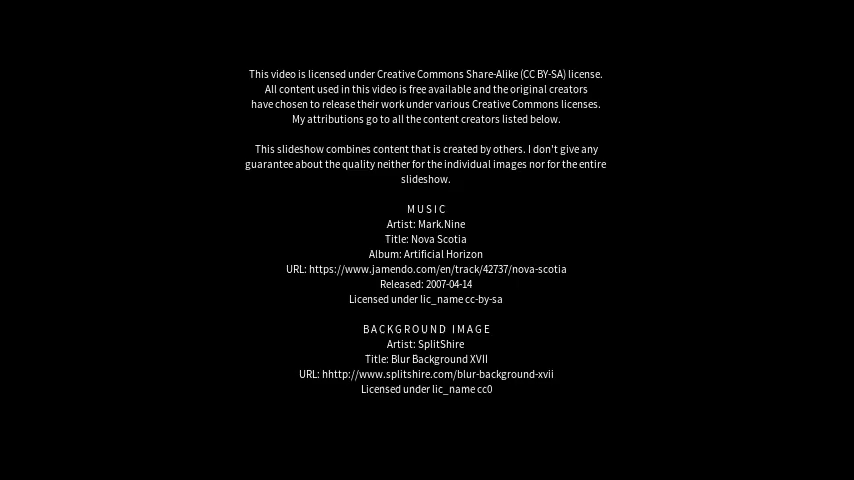 This video is licensed under Creative Commons Share-Alike (CC BY-SA) license.
All content used in this video is free available and the original creators
have chosen to release their work under various Creative Commons licenses.
My attributions go to all the content creators listed below.
This slideshow combines content that is created by others. I don't give any
guarantee about the quality neither for the individual images nor for the entire
slideshow.
MUSIC
Artist: Mark.Nine
Title: Nova Scotia
Album: Artificial Horizon
URL: https://www.jamendo.com/en/track/42737/nova-scotia
Released: 2007-04-14
Licensed under lic_name cc-by-sa
BACKGROUND IMAGE
Artist: SplitShire
Title: Blur Background XVII
URL: hhttp://www.splitshire.com/blur-background-xvii
Licensed under lic_name cc0